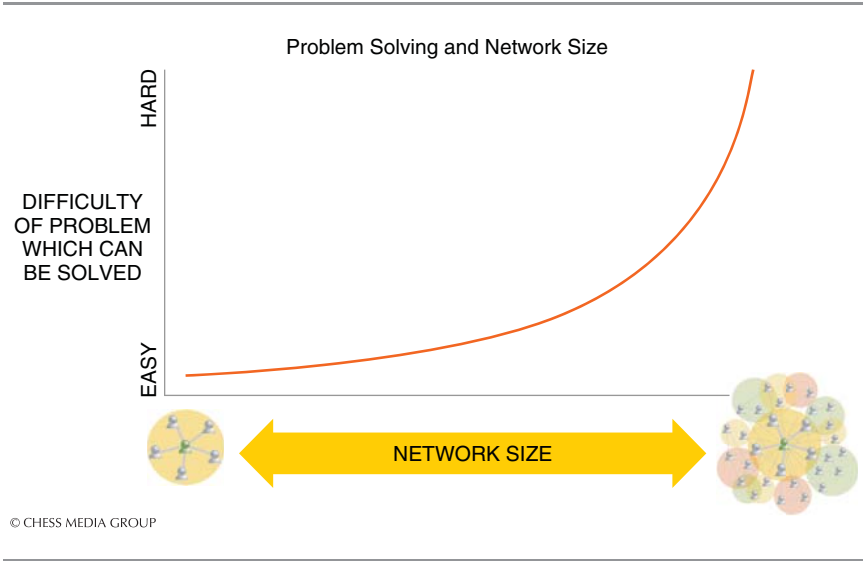 Problem Solving and Network Size
HARD
DIFFICULTY
OF PROBLEM
WHICH CAN
BE SOLVED
EASY
NETWORK SIZE
© CHESS MEDIA GROUP